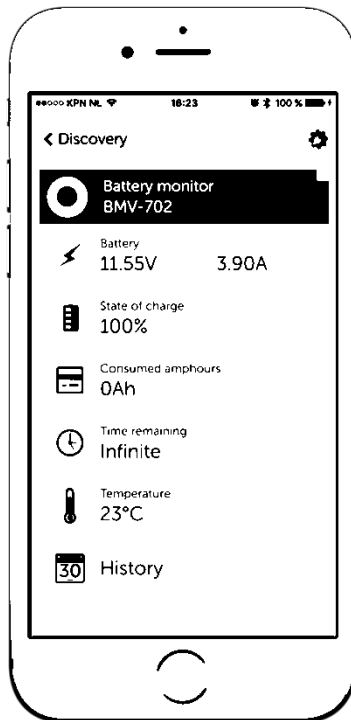 KPN NL 16:23 100 %
Discovery
Battery monitor
BMV-702
Battery
11.55V 3.90A
State of charge
100%
Consumed amphours
0Ah
Time remaining
Infinite
Temperature
23°C
30 History